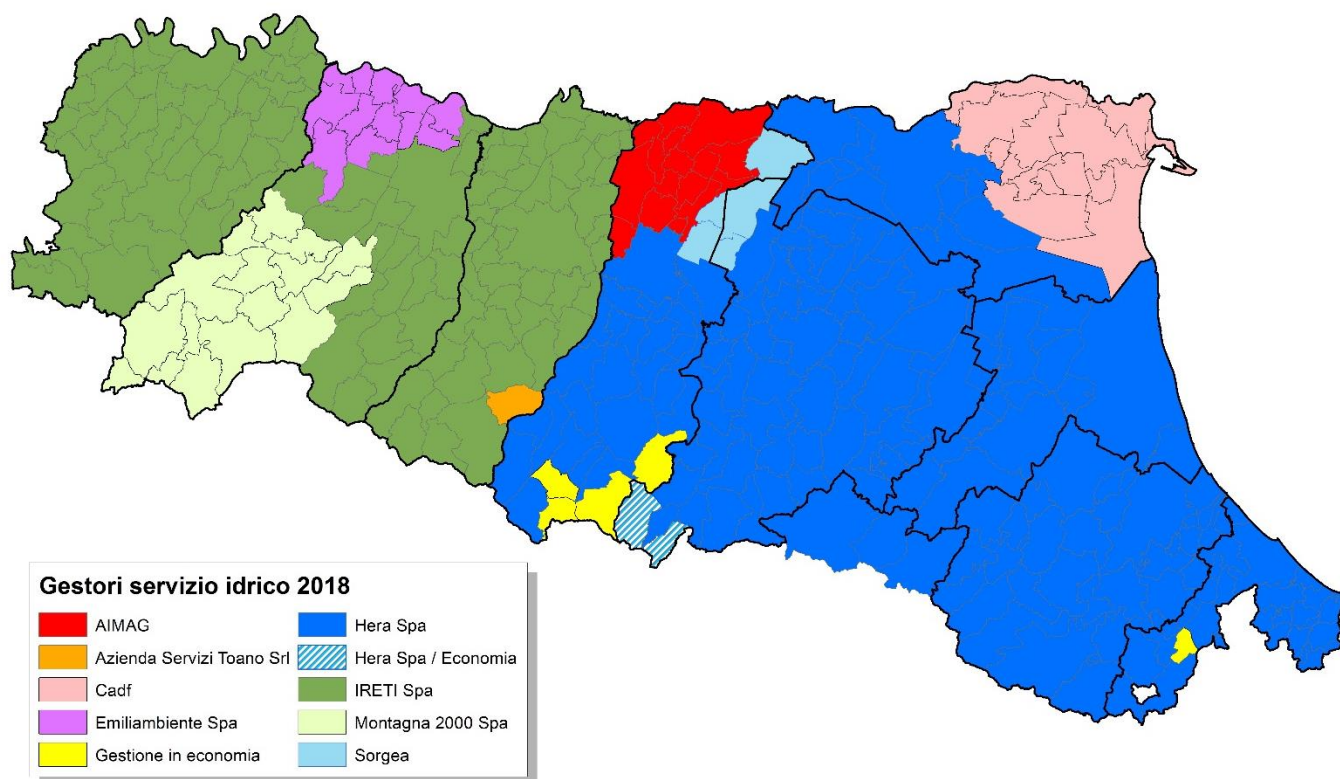 Gestori servizio idrico 2018
AIMAG
Hera Spa
Azienda Servizi Toano Srl
Hera Spa / Economia
Cadf
IRETI Spa
Emiliambiente Spa
Montagna 2000 Spa
Gestione in economia
Sorgea